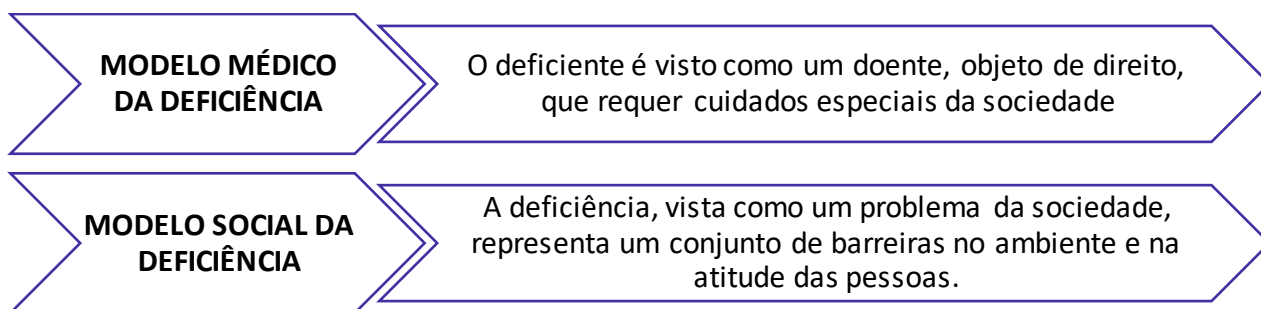 MODELO MÉDICO
DA DEFICIÊNCIA
O deficiente é visto como um doente, objeto de direito,
que requer cuidados especiais da sociedade
MODELO SOCIAL DA
DEFICIÊNCIA
A deficiência, vista como um problema da sociedade,
representa um conjunto de barreiras no ambiente e na
atitude das pessoas.